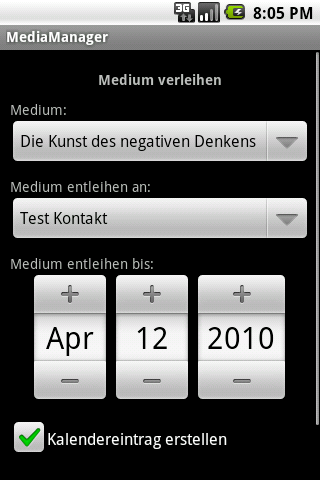 3G 8:05 PM
MediaManager
Medium verleihen
Medium:
Die Kunst des negativen Denkens
Medium entleihen an:
Test Kontakt
Medium entleihen bis:
+ + +
Apr 12 2010
- - -
Kalendereintrag erstellen